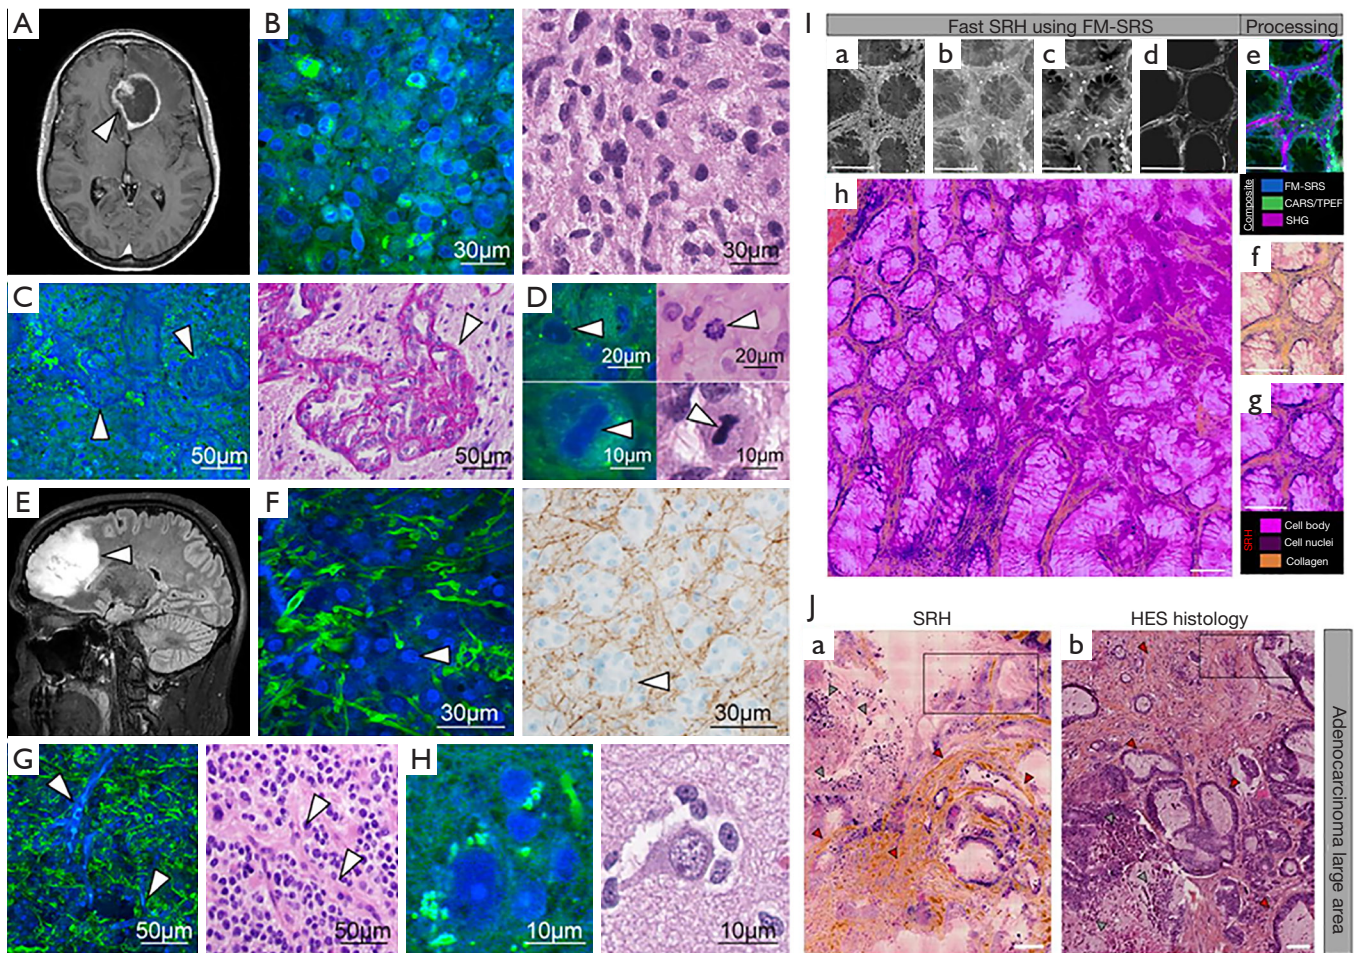 A
B
30µm
30µm
C
50µm
50µm
D
20µm
20µm
10µm
10µm
E
F
30µm
30µm
G
50µm
50µm
H
10µm
10µm
I
Fast SRH using FM-SRS
Processing
a
b
c
d
e
Composite
FM-SRS
CARS/TPEF
SHG
h
f
g
SRH
Cell body
Cell nuclei
Collagen
J
SRH
HES histology
a
b
Adenocarcinoma large area